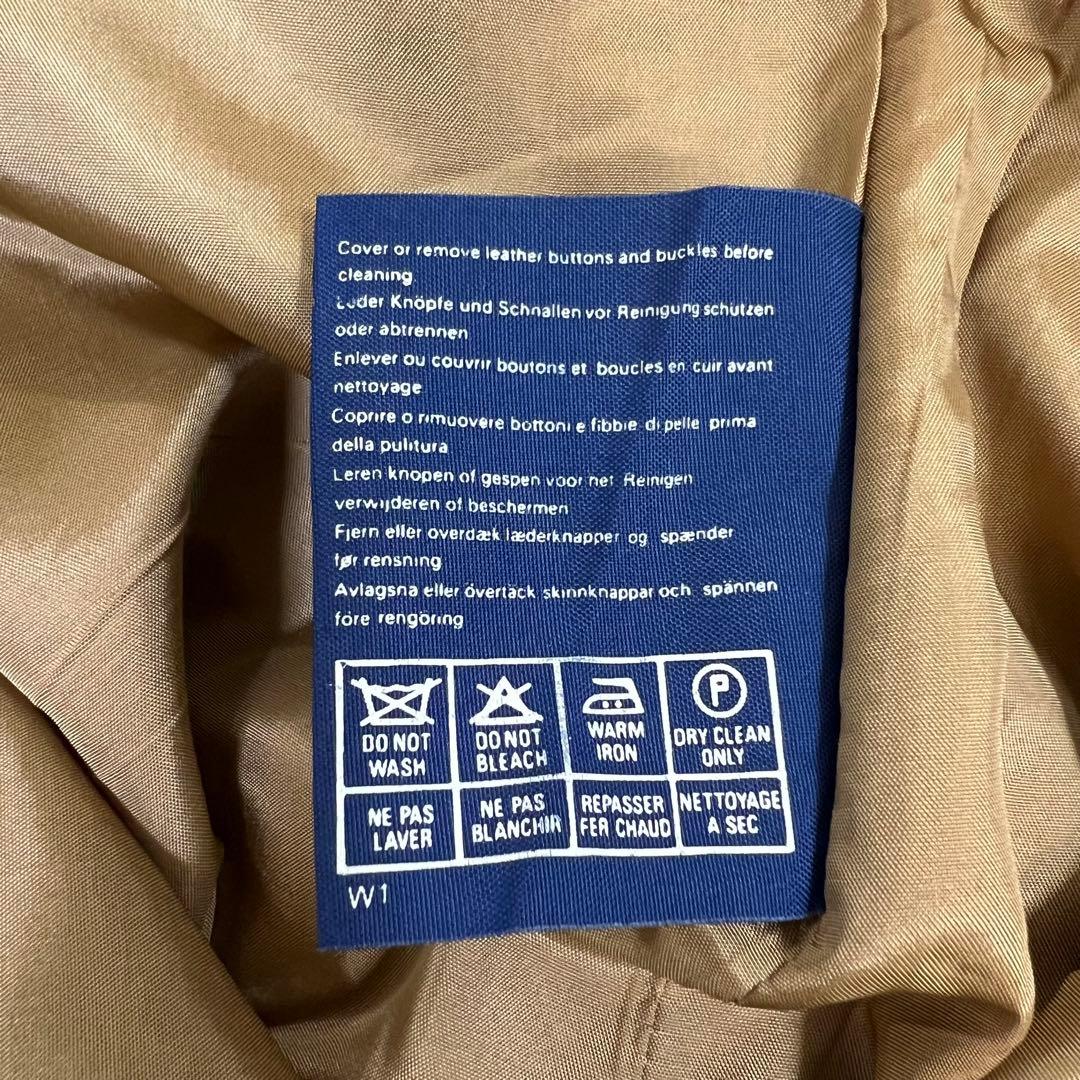 Cover or remove leather buttons and buckles before
cleaning
Leder Knöpfe und Schnallen vor Reinigung schützen
oder abtrennen
Enlever ou couvrir boutons et boucles en cuir avant
nettoyage
Coprire o rimuovere bottoni e fibbie di pelle prima
della pulitura
Leren knopen of gespen voor het Reinigen
verwijderen of beschermen
Fjern eller overdæk læderknapper og spænder
før rensning
Avlagsna eller övertäck skinnknappar och spännen
före rengöring
P
DO NOT WASH
DO NOT BLEACH
WARM IRON
DRY CLEAN ONLY
NE PAS LAVER
NE PAS BLANCHIR
REPASSER FER CHAUD
NETTOYAGE A SEC
W1